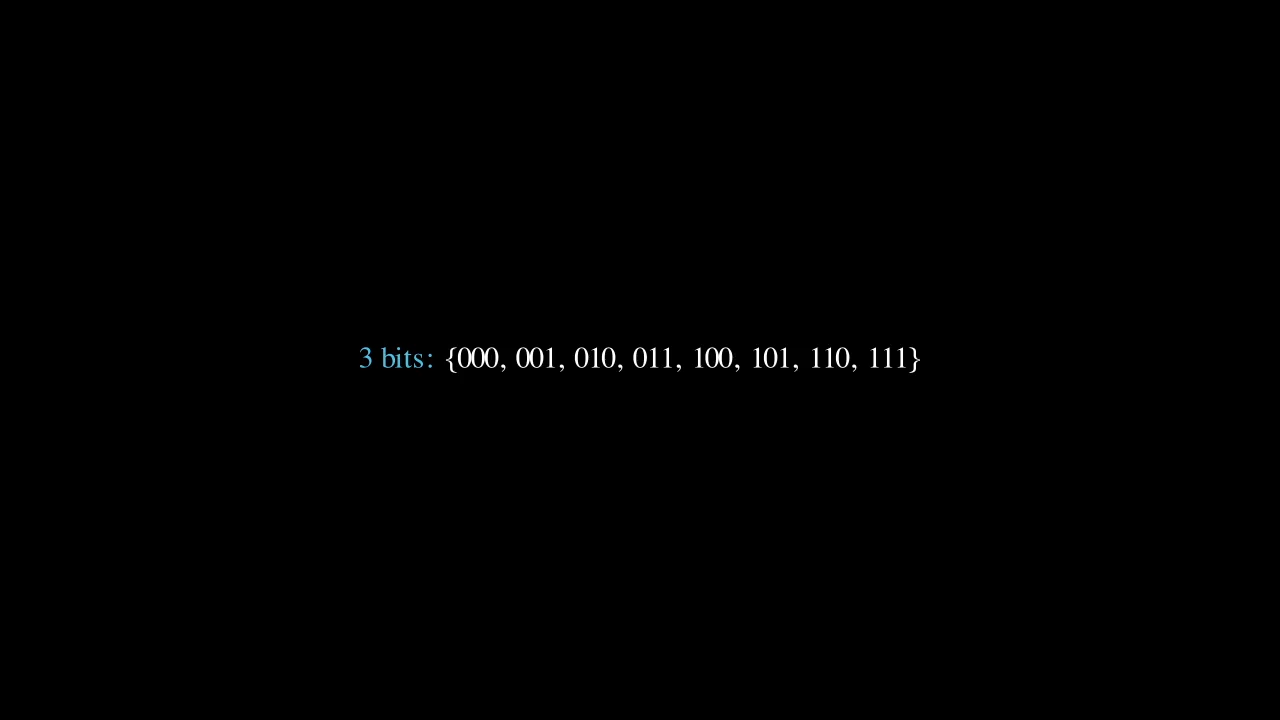 3 bits: {000, 001, 010, 011, 100, 101, 110, 111}